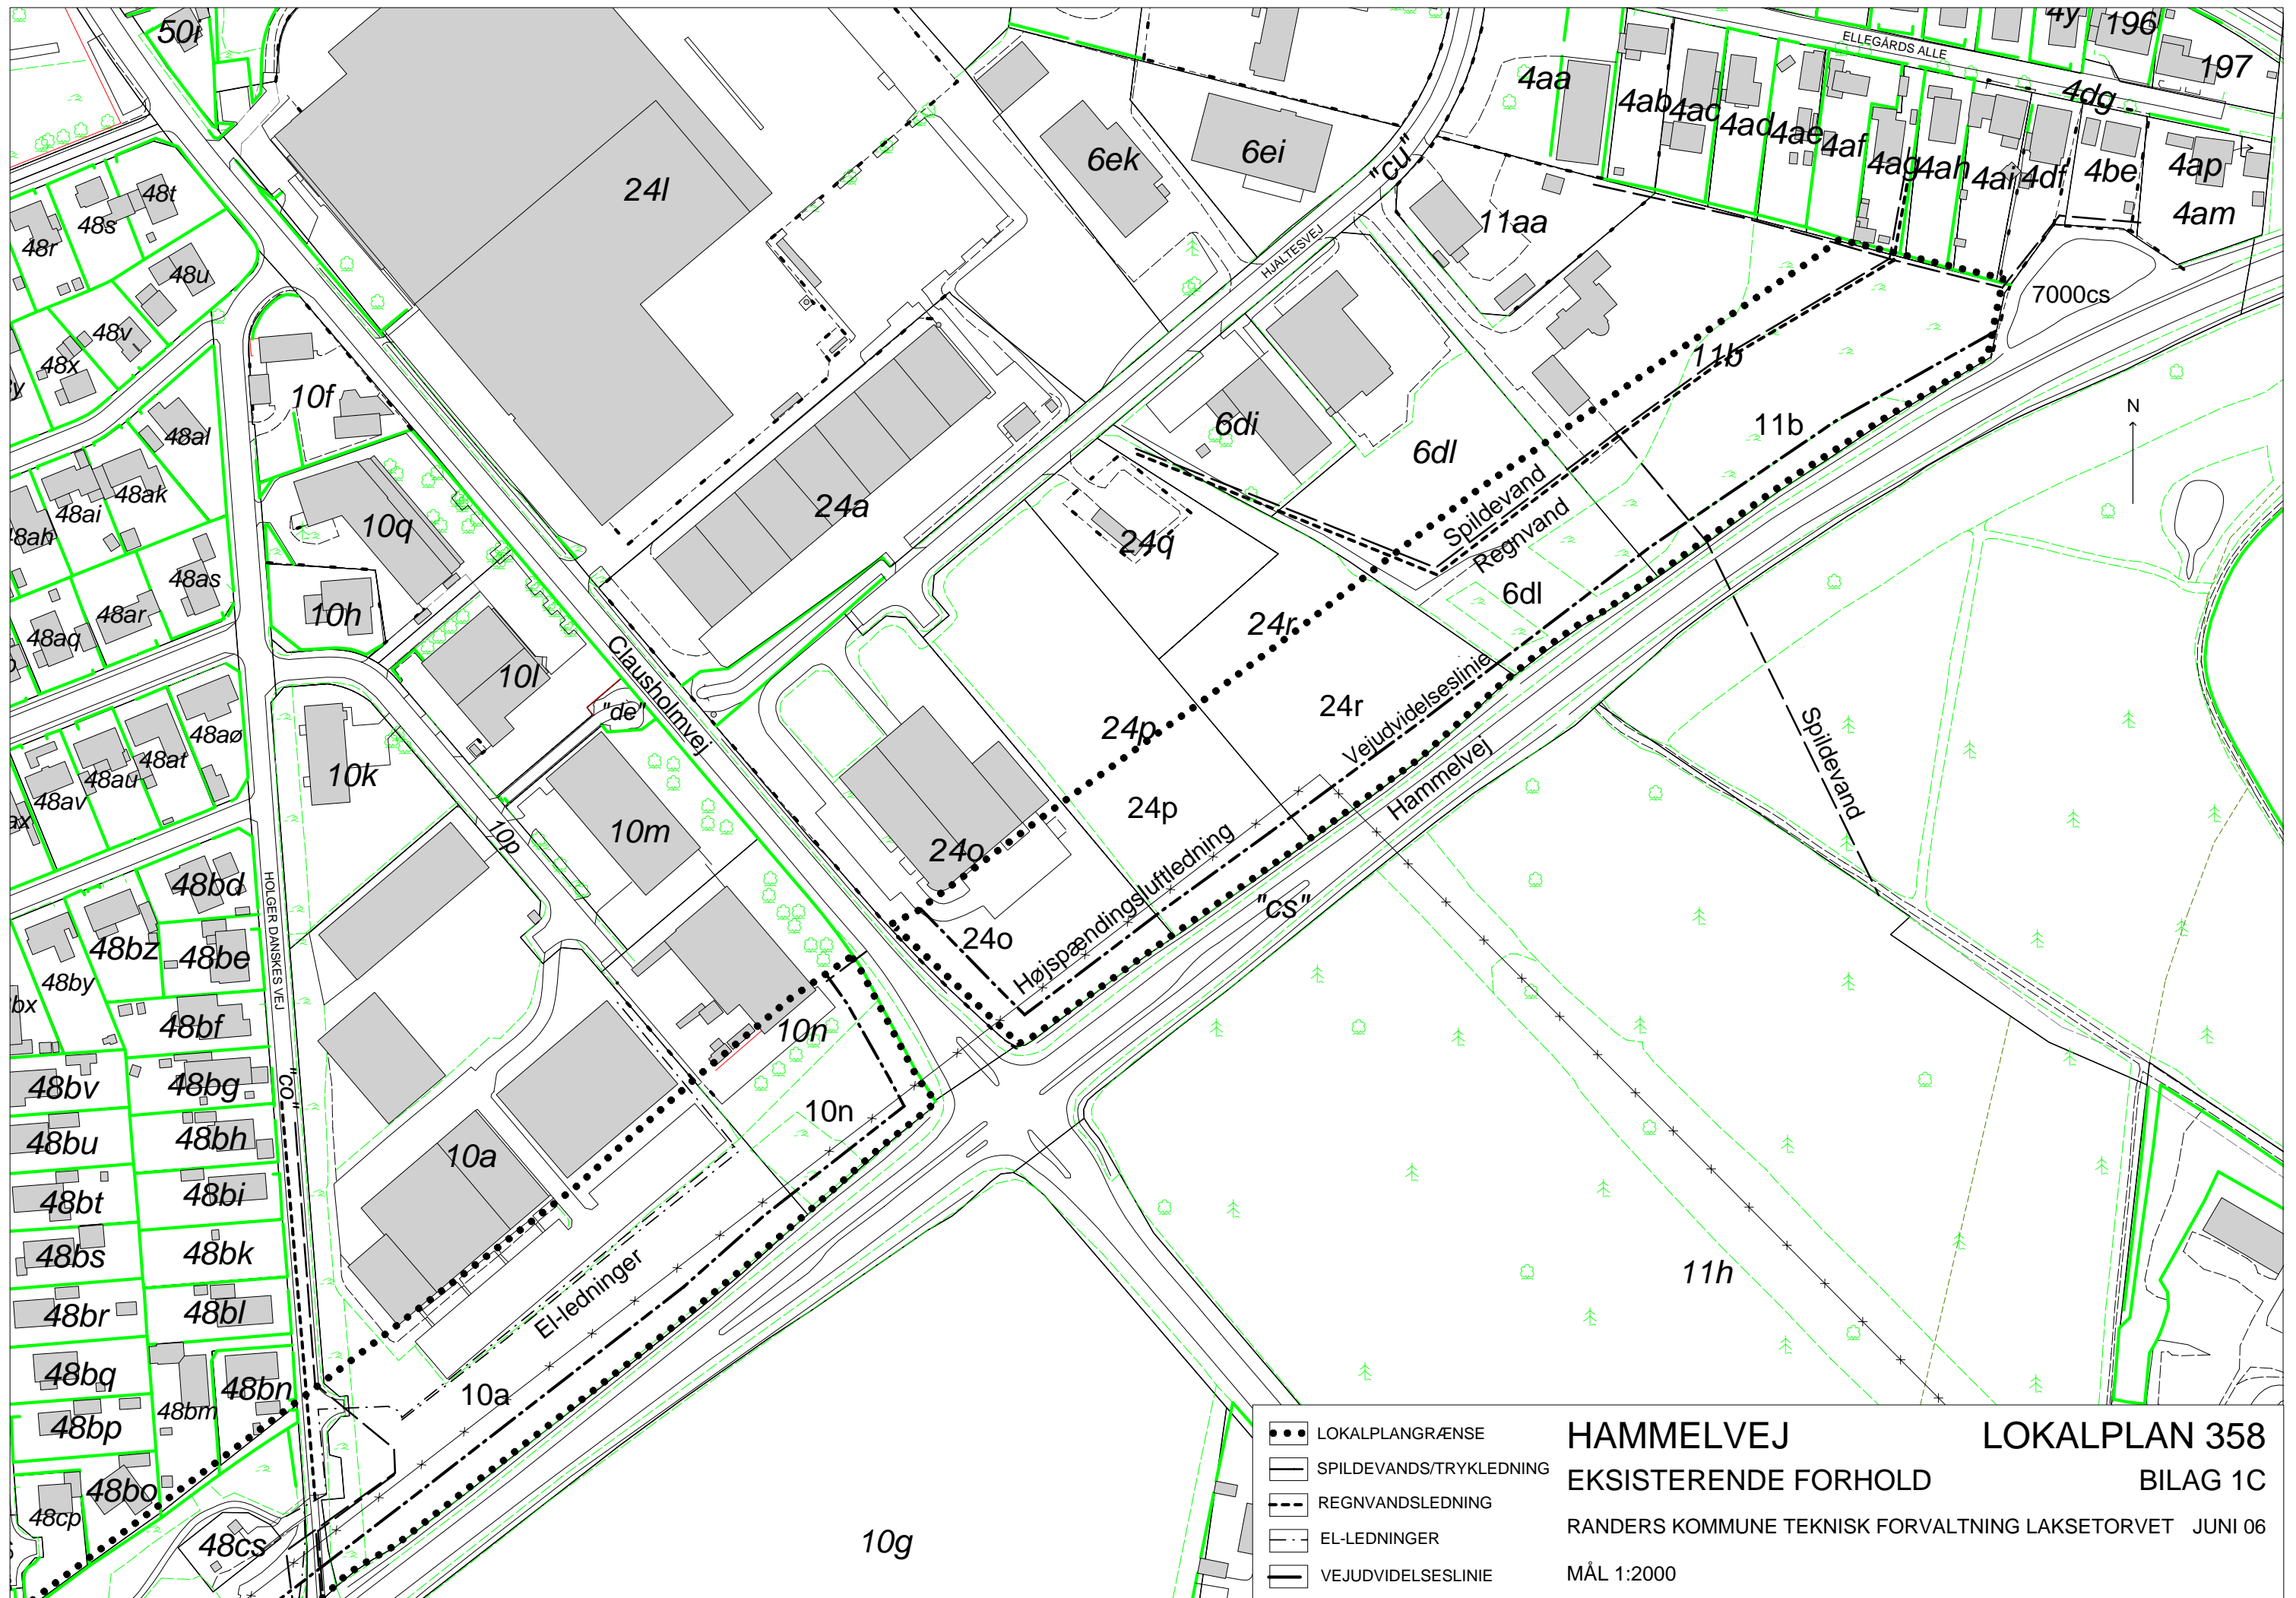 50i
4y
196
197
ELLEGÅRDS ALLE
4aa
4ab
4ac
4ad
4ae
4af
4ag
4ah
4ai
4df
4dg
4be
4ap
4am
24l
6ek
6ei
"cu"
11aa
HJALTESVEJ
7000cs
48t
48s
48r
48u
48v
48x
10f
11b
11b
N
48al
48ak
48ai
48ah
10q
24a
6di
6dl
Spildevand
Regnvand
24q
48as
48ar
48aq
10h
6dl
24r
Clausholmvej
10l
"de"
24r
Vejudvidelseslinie
24p
Spildevand
48aø
48at
48au
48av
10k
24p
Hammelvej
10p
10m
24o
Højspændingsluftledning
"cs"
24o
HOLGER DANSKES VEJ
48bd
48bz
48be
48by
48bf
10n
48bv
48bg
"co"
10n
48bu
48bh
10a
48bt
48bi
48bs
48bk
11h
El-ledninger
48br
48bl
48bq
48bn
10a
48bm
48bp
48bo
48cp
48cs
10g
LOKALPLANGRÆNSE
SPILDEVANDS/TRYKLEDNING
REGNVANDSLEDNING
EL-LEDNINGER
VEJUDVIDELSESLINIE
HAMMELVEJ LOKALPLAN 358
EKSISTERENDE FORHOLD BILAG 1C
RANDERS KOMMUNE TEKNISK FORVALTNING LAKSETORVET JUNI 06
MÅL 1:2000